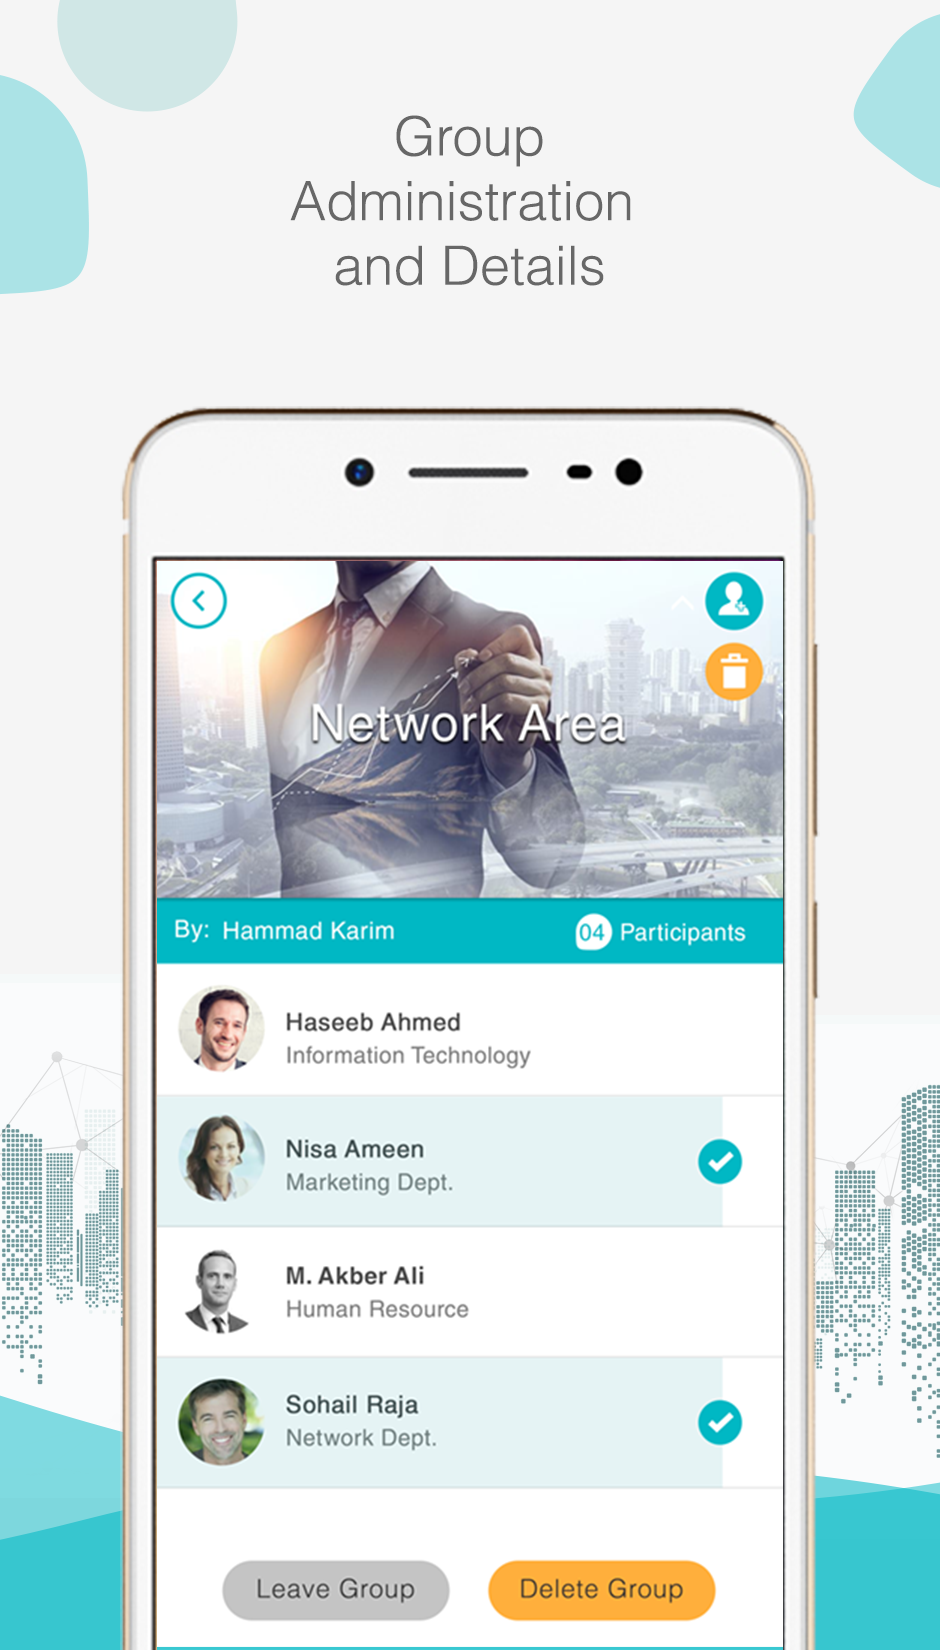 Group
Administration
and Details
Network Area
By: Hammad Karim
04 Participants
Haseeb Ahmed
Information Technology
Nisa Ameen
Marketing Dept.
M. Akber Ali
Human Resource
Sohail Raja
Network Dept.
Leave Group
Delete Group